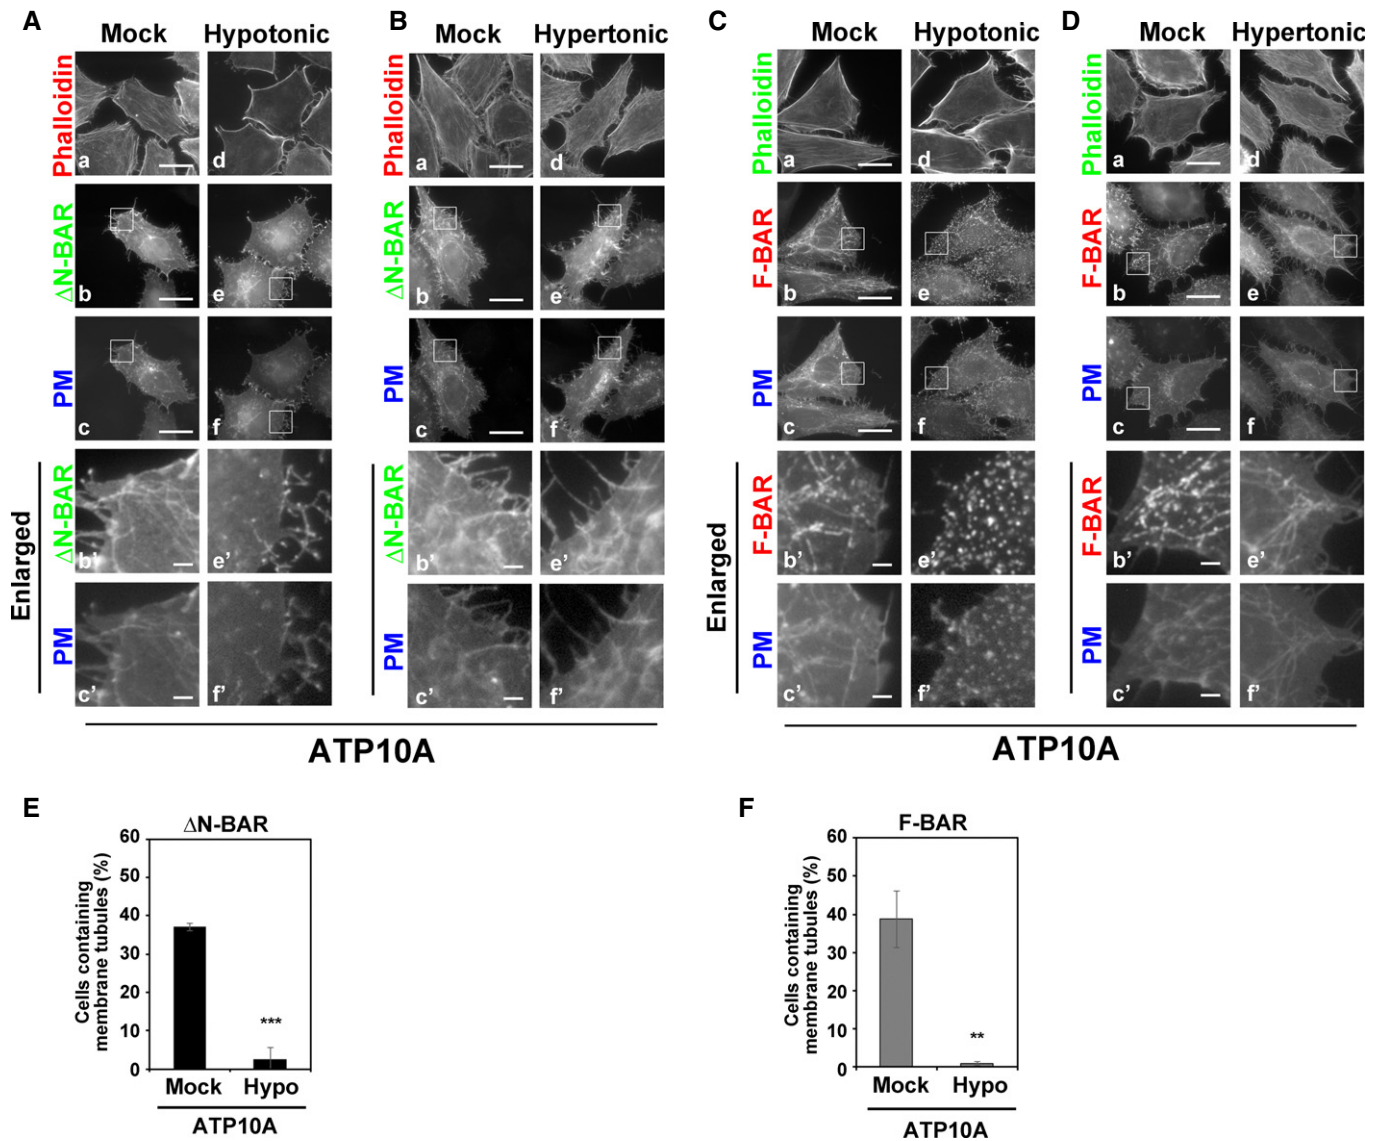 A
Mock
Hypotonic
Phalloidin
a
d
ΔN-BAR
b
e
PM
c
f
Enlarged
ΔN-BAR
b’
e’
PM
c’
f’
B
Mock
Hypertonic
Phalloidin
a
d
ΔN-BAR
b
e
PM
c
f
ΔN-BAR
b’
e’
PM
c’
f’
ATP10A
C
Mock
Hypotonic
Phalloidin
a
d
F-BAR
b
e
PM
c
f
Enlarged
F-BAR
b’
e’
PM
c’
f’
D
Mock
Hypertonic
Phalloidin
a
d
F-BAR
b
e
PM
c
f
F-BAR
b’
e’
PM
c’
f’
ATP10A
E
ΔN-BAR
Cells containing
membrane tubules (%)
60
50
40
30
20
10
0
***
Mock
Hypo
ATP10A
F
F-BAR
Cells containing
membrane tubules (%)
60
50
40
30
20
10
0
**
Mock
Hypo
ATP10A